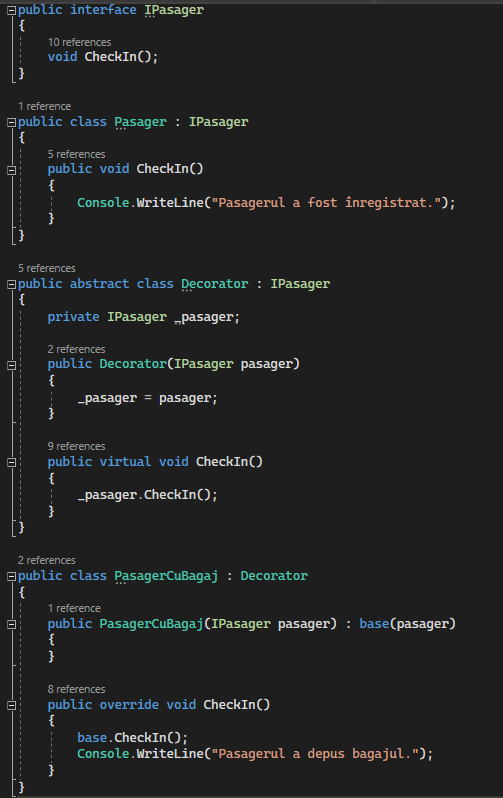 public interface IPasager
{
10 references
void CheckIn();
}
1 reference
public class Pasager : IPasager
{
5 references
public void CheckIn()
{
Console.WriteLine("Pasagerul a fost înregistrat.");
}
}
5 references
public abstract class Decorator : IPasager
{
private IPasager _pasager;
2 references
public Decorator(IPasager pasager)
{
_pasager = pasager;
}
9 references
public virtual void CheckIn()
{
_pasager.CheckIn();
}
}
2 references
public class PasagerCuBagaj : Decorator
{
1 reference
public PasagerCuBagaj(IPasager pasager) : base(pasager)
{
}
8 references
public override void CheckIn()
{
base.CheckIn();
Console.WriteLine("Pasagerul a depus bagajul.");
}
}